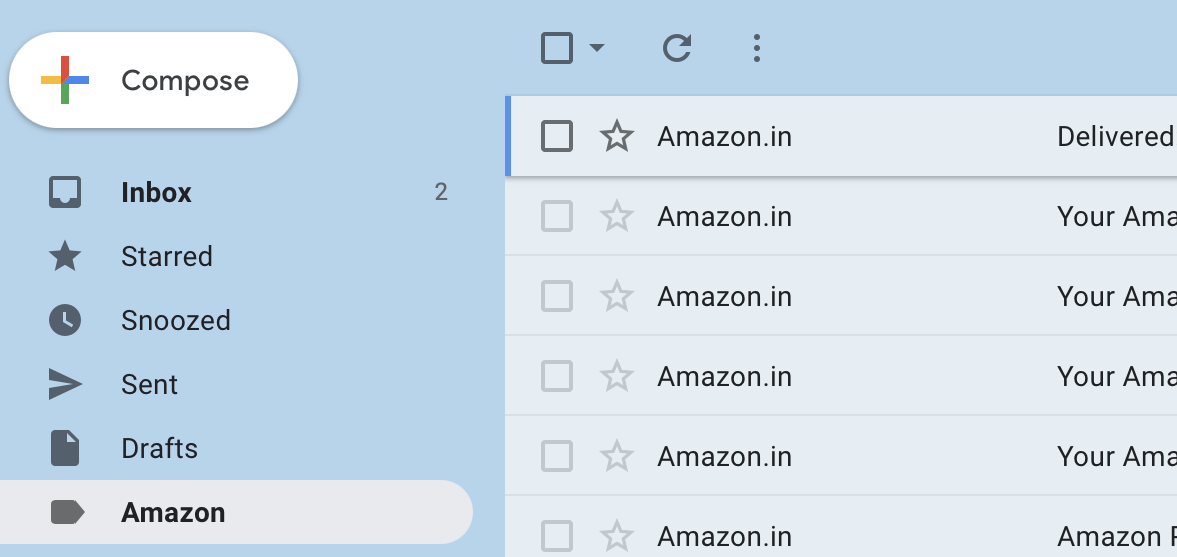 Compose
Inbox 2
Starred
Snoozed
Sent
Drafts
Amazon
Amazon.in Delivered
Amazon.in Your Ama
Amazon.in Your Ama
Amazon.in Your Ama
Amazon.in Your Ama
Amazon.in Amazon